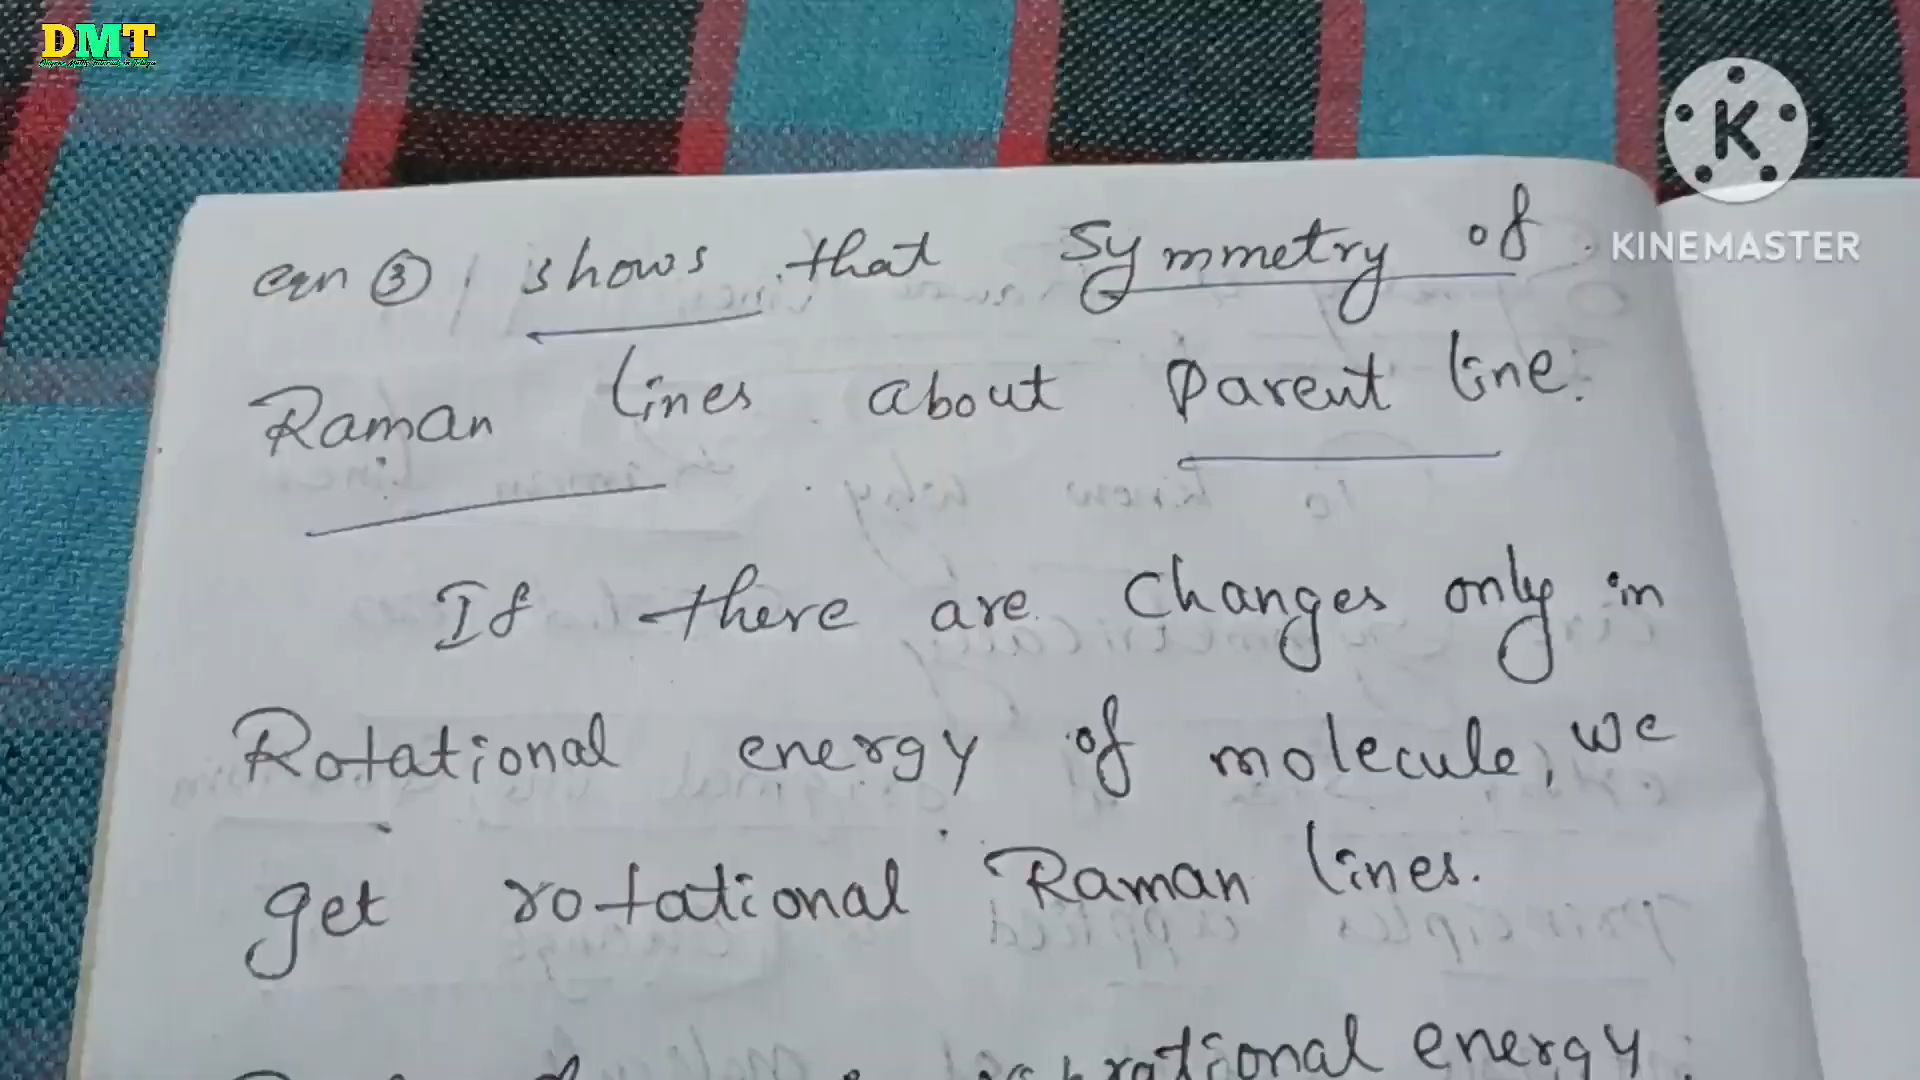 DMT
KINEMASTER
eqn ③, shows that Symmetry of
Raman lines about parent line.
If there are changes only in
Rotational energy of molecule, we
get rotational Raman lines.
energy